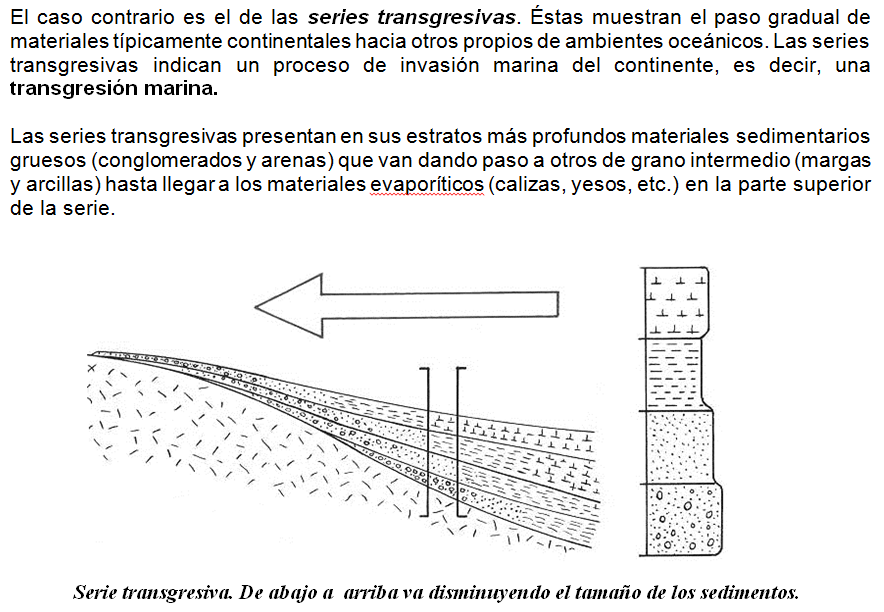 El caso contrario es el de las series transgresivas. Éstas muestran el paso gradual de
materiales típicamente continentales hacia otros propios de ambientes oceánicos. Las series
transgresivas indican un proceso de invasión marina del continente, es decir, una
transgresión marina.
Las series transgresivas presentan en sus estratos más profundos materiales sedimentarios
gruesos (conglomerados y arenas) que van dando paso a otros de grano intermedio (margas
y arcillas) hasta llegar a los materiales evaporíticos (calizas, yesos, etc.) en la parte superior
de la serie.
Serie transgresiva. De abajo a arriba va disminuyendo el tamaño de los sedimentos.